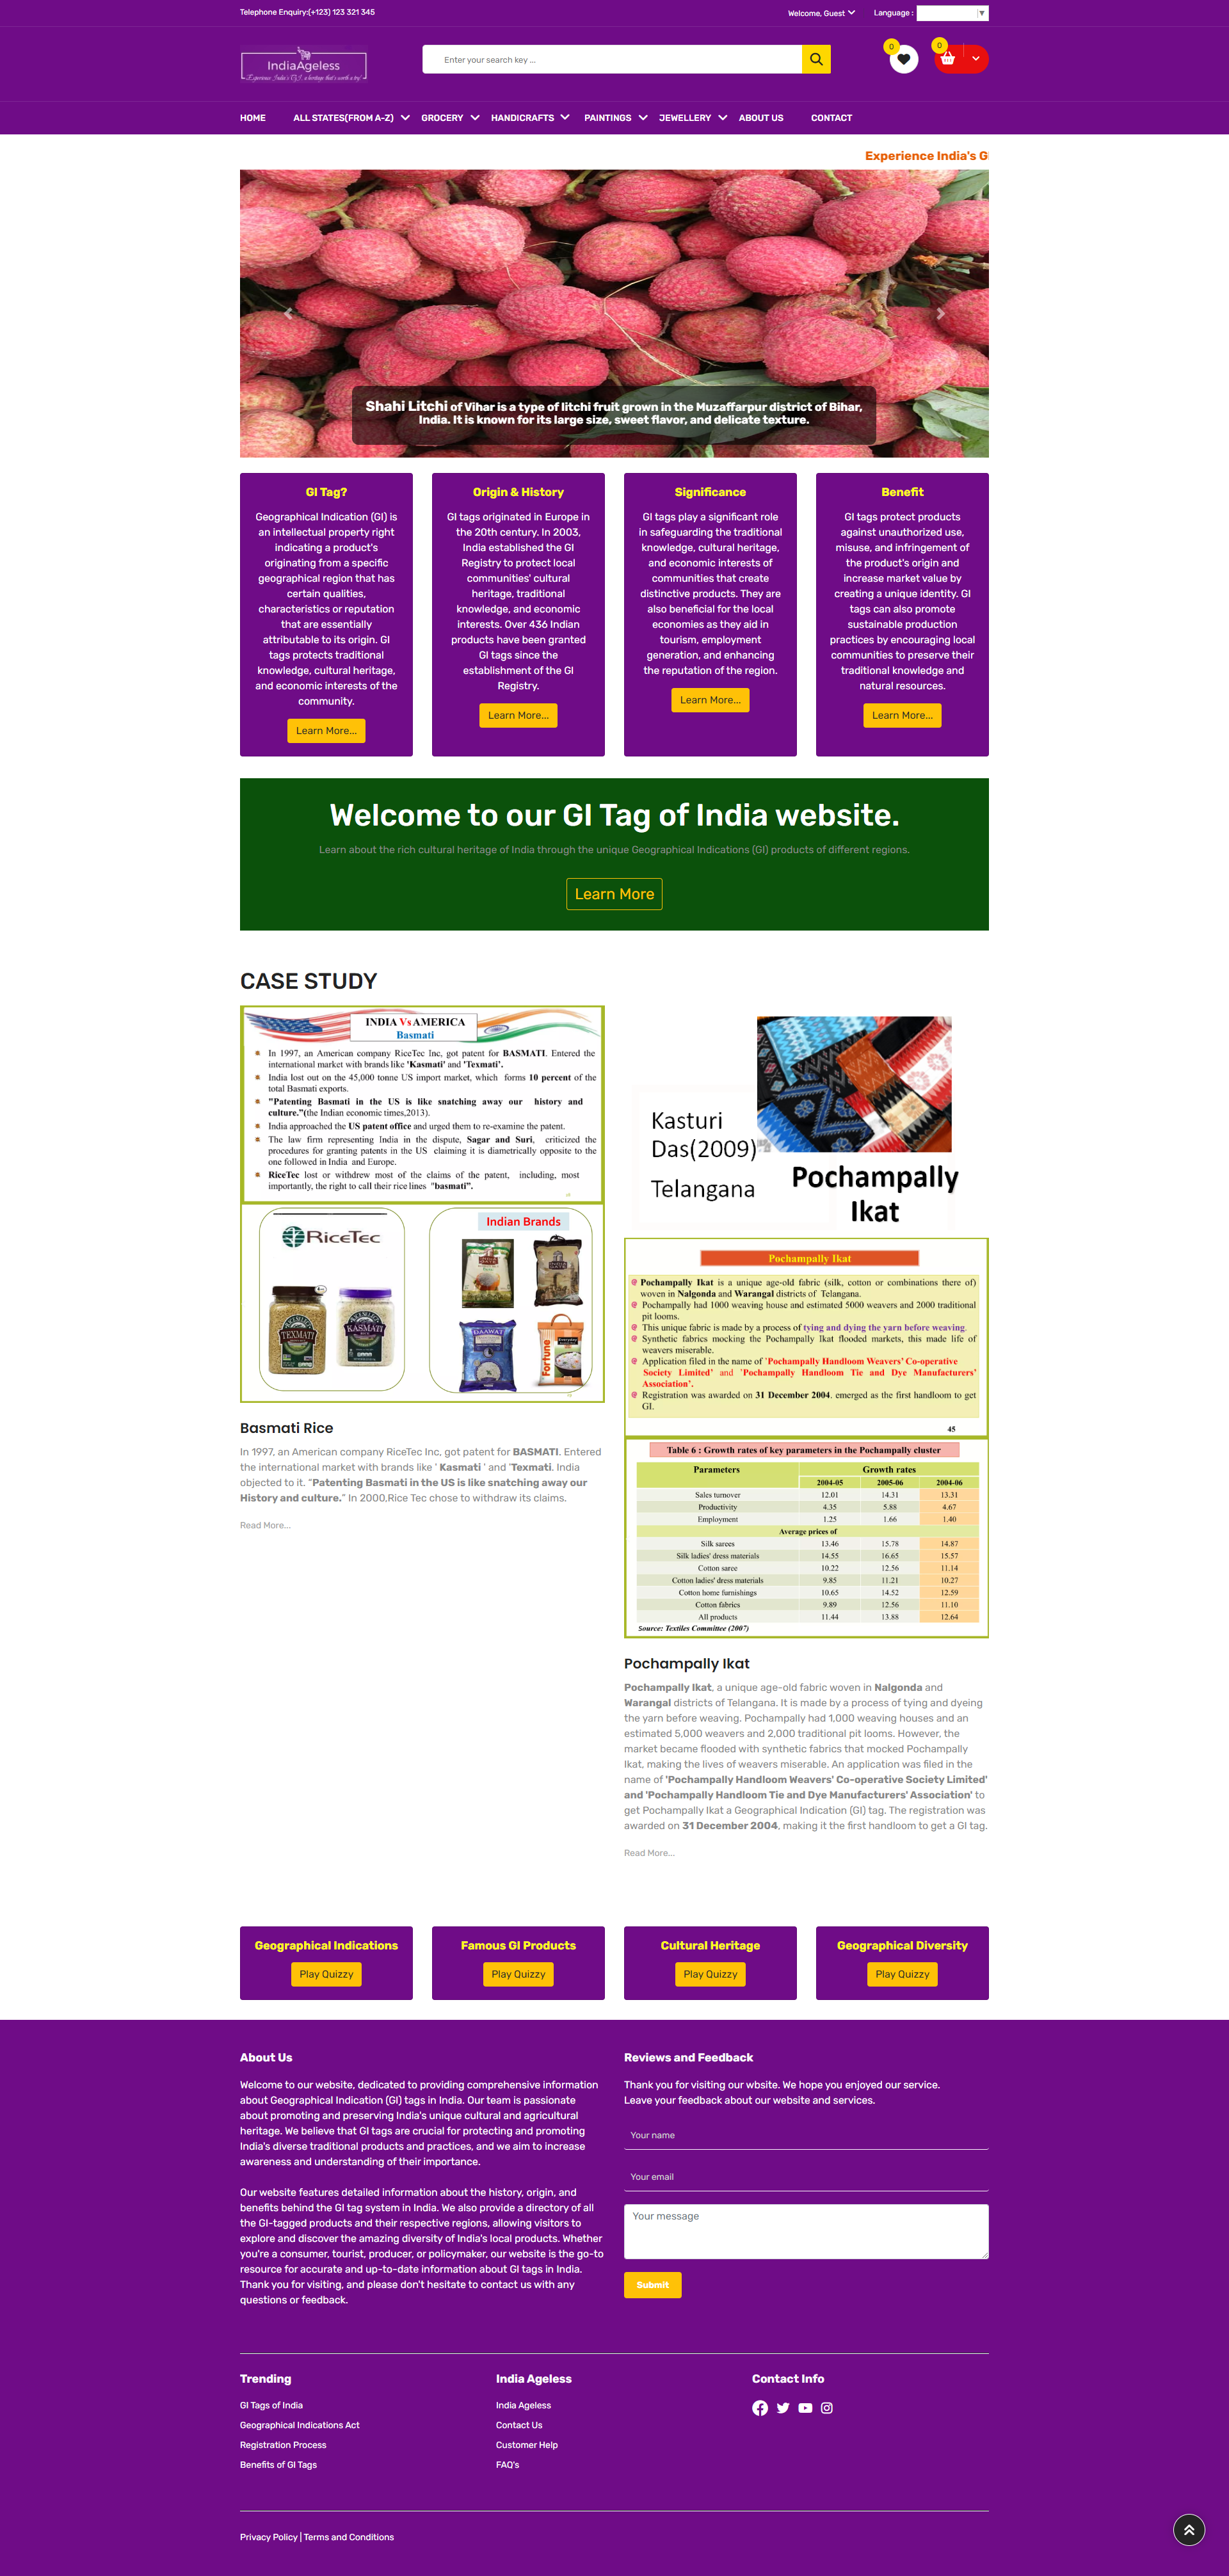 Telephone Enquiry:(+123) 123 321 345
Welcome, Guest
Language :
IndiaAgeless
Enter your search key ...
0
0
HOME
ALL STATES(FROM A-Z)
GROCERY
HANDICRAFTS
PAINTINGS
JEWELLERY
ABOUT US
CONTACT
Experience India's G
Shahi Litchi of Vihar is a type of litchi fruit grown in the Muzaffarpur district of Bihar,
India. It is known for its large size, sweet flavor, and delicate texture.
GI Tag?
Geographical Indication (GI) is
an intellectual property right
indicating a product's
originating from a specific
geographical region that has
certain qualities,
characteristics or reputation
that are essentially
attributable to its origin. GI
tags protects traditional
knowledge, cultural heritage,
and economic interests of the
community.
Learn More...
Origin & History
GI tags originated in Europe in
the 20th century. In 2003,
India established the GI
Registry to protect local
communities' cultural
heritage, traditional
knowledge, and economic
interests. Over 436 Indian
products have been granted
GI tags since the
establishment of the GI
Registry.
Learn More...
Significance
GI tags play a significant role
in safeguarding the traditional
knowledge, cultural heritage,
and economic interests of
communities that create
distinctive products. They are
also beneficial for the local
economies as they aid in
tourism, employment
generation, and enhancing
the reputation of the region.
Learn More...
Benefit
GI tags protect products
against unauthorized use,
misuse, and infringement of
the product's origin and
increase market value by
creating a unique identity. GI
tags can also promote
sustainable production
practices by encouraging local
communities to preserve their
traditional knowledge and
natural resources.
Learn More...
Welcome to our GI Tag of India website.
Learn about the rich cultural heritage of India through the unique Geographical Indications (GI) products of different regions.
Learn More
CASE STUDY
INDIA Vs AMERICA
Basmati
In 1997, an American company RiceTec Inc, got patent for BASMATI. Entered the
international market with brands like 'Kasmati' and 'Texmati'.
India lost out on the 45,000 tonne US import market, which forms 10 percent of the
total Basmati exports.
"Patenting Basmati in the US is like snatching away our history and
culture."(the Indian economic times,2013).
India approached the US patent office and urged them to re-examine the patent.
The law firm representing India in the dispute, Sagar and Suri, criticized the
procedures for granting patents in the US claiming it is diametrically opposite to the
one followed in India and Europe.
RiceTec lost or withdrew most of the claims of the patent, including, most
importantly, the right to call their rice lines "basmati".
RICETEC
Indian Brands
TEXMATI
KASMATI
DAAWAT
Fortune
Basmati Rice
In 1997, an American company RiceTec Inc, got patent for BASMATI. Entered
the international market with brands like ' Kasmati ' and 'Texmati. India
objected to it. "Patenting Basmati in the US is like snatching away our
History and culture." In 2000,Rice Tec chose to withdraw its claims.
Read More...
Kasturi
Das(2009)
Telangana
Pochampally
Ikat
Pochampally Ikat
Pochampally Ikat is a unique age-old fabric (silk, cotton or combinations there of)
woven in Nalgonda and Warangal districts of Telangana.
Pochampally had 1000 weaving house and estimated 5000 weavers and 2000 traditional
pit looms.
This unique fabric is made by a process of tying and dying the yarn before weaving.
Synthetic fabrics mocking the Pochampally Ikat flooded markets, this made life of
weavers miserable.
Application filed in the name of 'Pochampally Handloom Weavers' Co-operative
Society Limited' and 'Pochampally Handloom Tie and Dye Manufacturers'
Association'.
Registration was awarded on 31 December 2004. emerged as the first handloom to get
GI.
45
Table 6 : Growth rates of key parameters in the Pochampally cluster
Parameters Growth rates
2004-05 2005-06 2004-06
Sales turnover 12.01 14.31 13.31
Productivity 4.35 5.88 4.67
Employment 1.25 1.66 1.40
Average prices of
Silk sarees 13.46 15.78 14.87
Silk ladies' dress materials 14.55 16.65 15.57
Cotton saree 10.22 12.56 11.14
Cotton ladies' dress materials 9.85 11.21 10.27
Cotton home furnishings 10.65 14.52 12.59
Cotton fabrics 9.89 12.56 11.10
All products 11.44 13.88 12.64
Source: Textiles Committee (2007)
Pochampally Ikat
Pochampally Ikat, a unique age-old fabric woven in Nalgonda and
Warangal districts of Telangana. It is made by a process of tying and dyeing
the yarn before weaving. Pochampally had 1,000 weaving houses and an
estimated 5,000 weavers and 2,000 traditional pit looms. However, the
market became flooded with synthetic fabrics that mocked Pochampally
Ikat, making the lives of weavers miserable. An application was filed in the
name of 'Pochampally Handloom Weavers' Co-operative Society Limited'
and 'Pochampally Handloom Tie and Dye Manufacturers' Association' to
get Pochampally Ikat a Geographical Indication (GI) tag. The registration was
awarded on 31 December 2004, making it the first handloom to get a GI tag.
Read More...
Geographical Indications
Play Quizzy
Famous GI Products
Play Quizzy
Cultural Heritage
Play Quizzy
Geographical Diversity
Play Quizzy
About Us
Welcome to our website, dedicated to providing comprehensive information
about Geographical Indication (GI) tags in India. Our team is passionate
about promoting and preserving India's unique cultural and agricultural
heritage. We believe that GI tags are crucial for protecting and promoting
India's diverse traditional products and practices, and we aim to increase
awareness and understanding of their importance.
Our website features detailed information about the history, origin, and
benefits behind the GI tag system in India. We also provide a directory of all
the GI-tagged products and their respective regions, allowing visitors to
explore and discover the amazing diversity of India's local products. Whether
you're a consumer, tourist, producer, or policymaker, our website is the go-to
resource for accurate and up-to-date information about GI tags in India.
Thank you for visiting, and please don't hesitate to contact us with any
questions or feedback.
Reviews and Feedback
Thank you for visiting our wbsite. We hope you enjoyed our service.
Leave your feedback about our website and services.
Your name
Your email
Your message
Submit
Trending
GI Tags of India
Geographical Indications Act
Registration Process
Benefits of GI Tags
India Ageless
India Ageless
Contact Us
Customer Help
FAQ's
Contact Info
Privacy Policy | Terms and Conditions